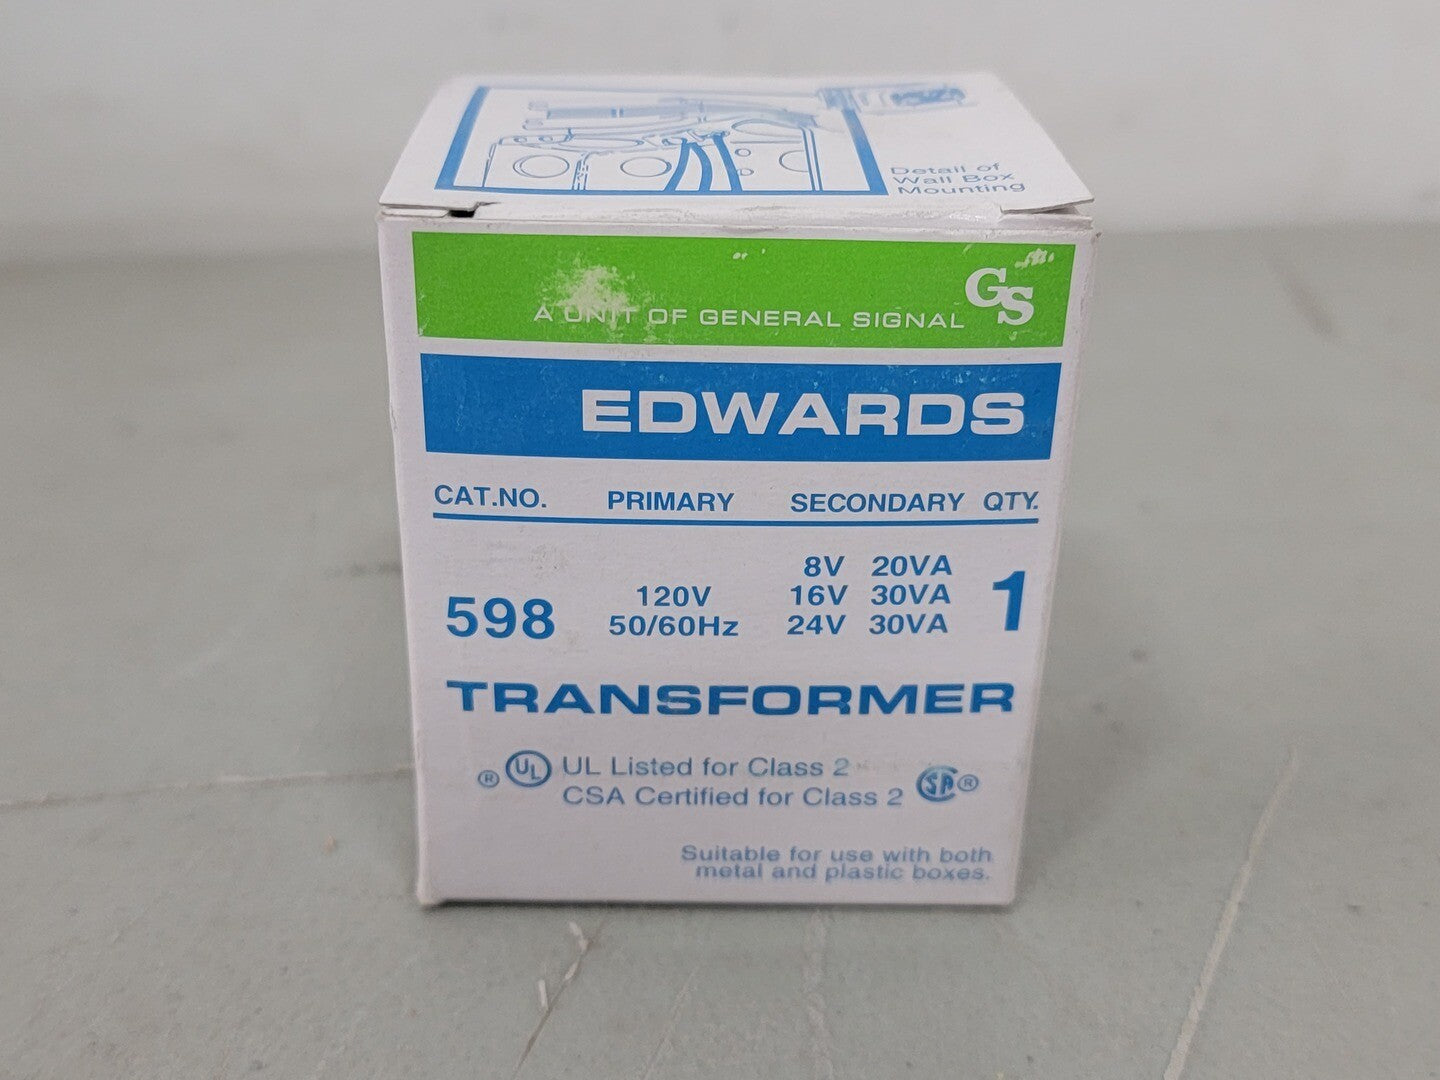 Detail of
Wall Box
Mounting
GS
A UNIT OF GENERAL SIGNAL
EDWARDS
CAT.NO. PRIMARY SECONDARY QTY.
598 120V 50/60Hz 8V 20VA 1
16V 30VA
24V 30VA
TRANSFORMER
® UL UL Listed for Class 2
CSA Certified for Class 2 SA ®
Suitable for use with both
metal and plastic boxes.